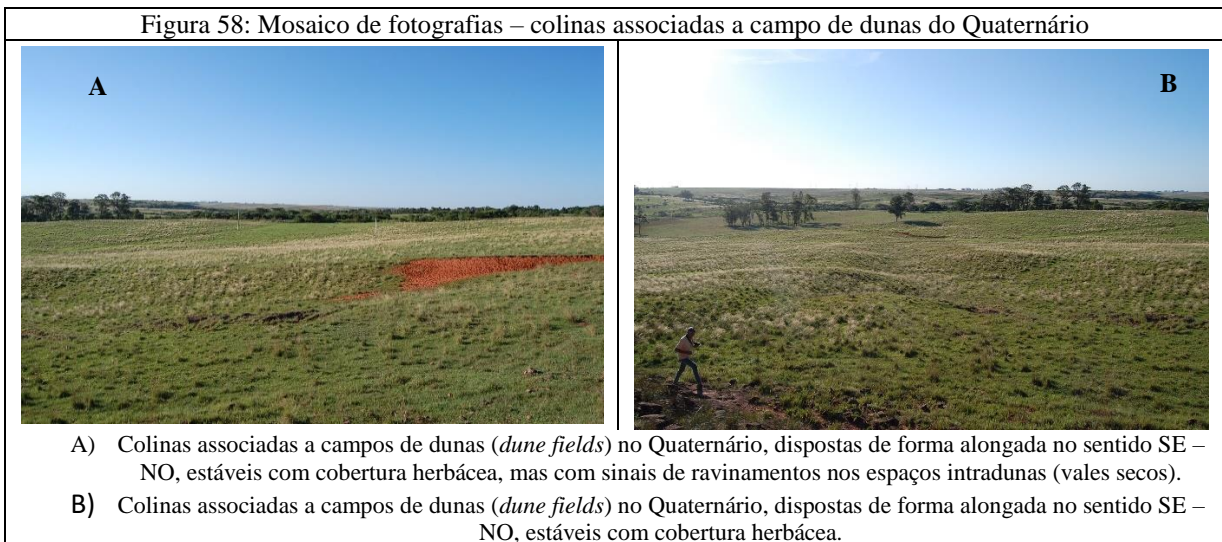 Figura 58: Mosaico de fotografias – colinas associadas a campo de dunas do Quaternário
A
B
A) Colinas associadas a campos de dunas (dune fields) no Quaternário, dispostas de forma alongada no sentido SE –
NO, estáveis com cobertura herbácea, mas com sinais de ravinamentos nos espaços intradunas (vales secos).
B) Colinas associadas a campos de dunas (dune fields) no Quaternário, dispostas de forma alongada no sentido SE –
NO, estáveis com cobertura herbácea.